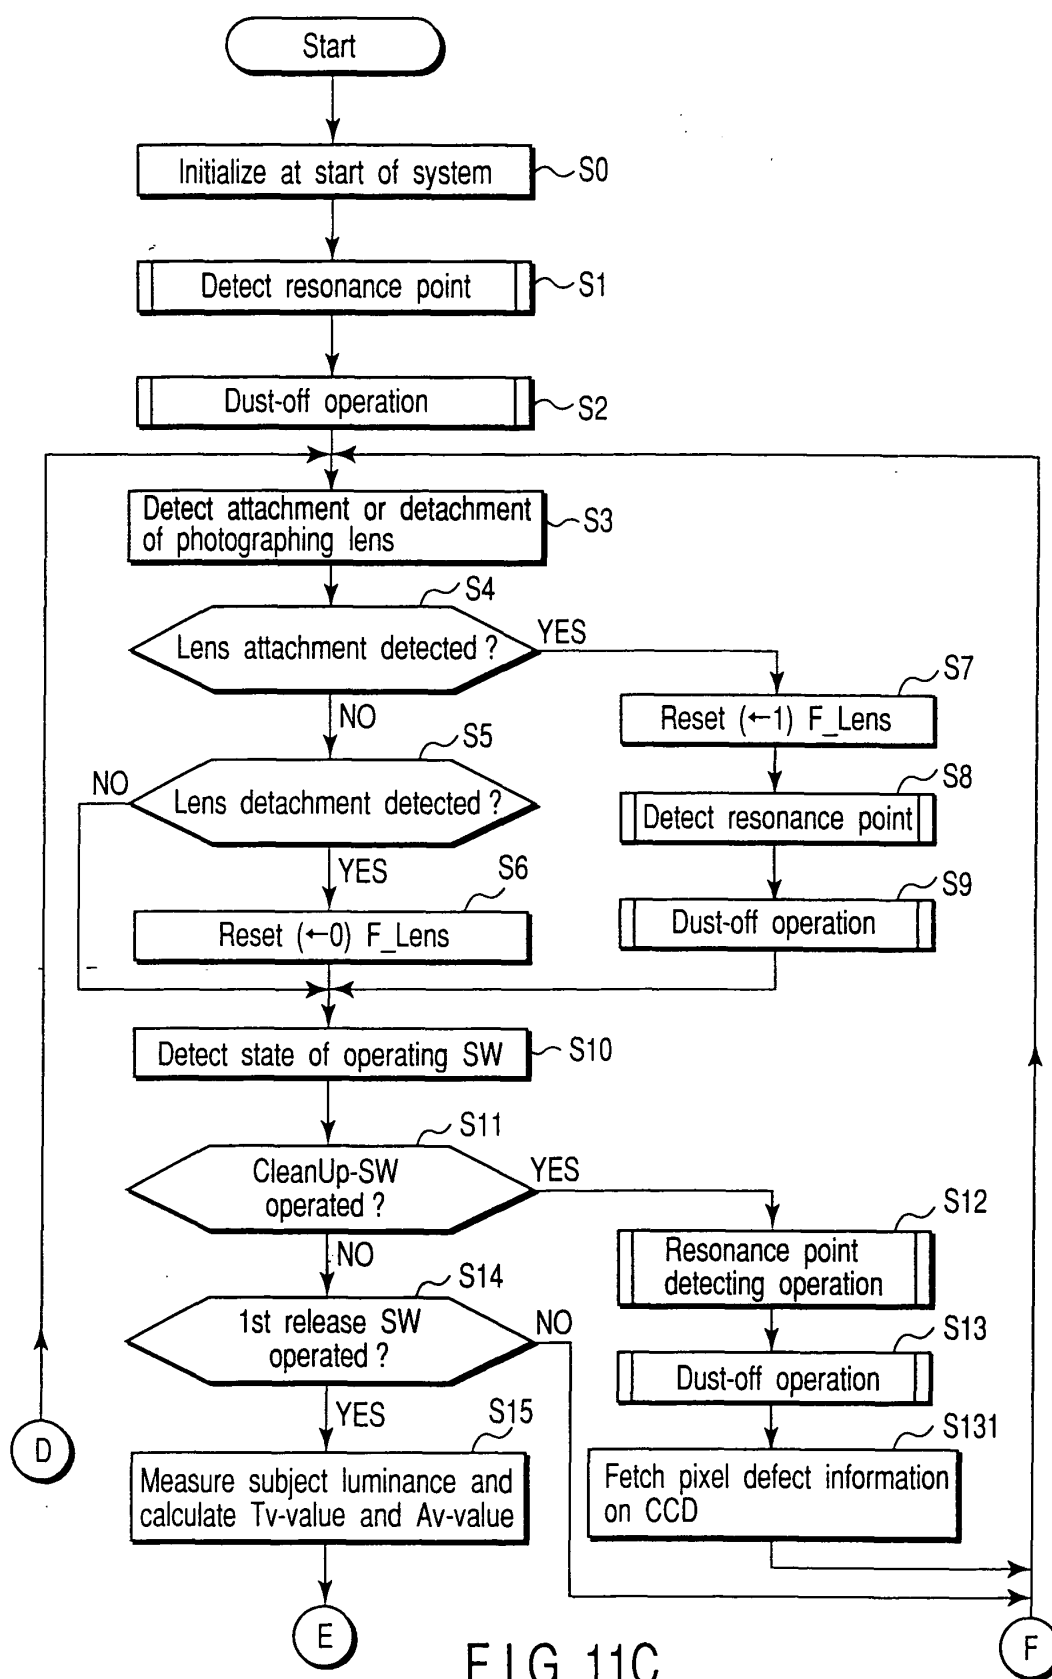 Start
Initialize at start of system
S0
Detect resonance point
S1
Dust-off operation
S2
Detect attachment or detachment
of photographing lens
S3
S4
Lens attachment detected ?
YES
NO
S7
Reset (←1) F_Lens
S5
NO
Lens detachment detected ?
YES
S8
Detect resonance point
S6
Reset (←0) F_Lens
S9
Dust-off operation
Detect state of operating SW
S10
S11
CleanUp-SW
operated ?
YES
NO
S12
Resonance point
detecting operation
S14
1st release SW
operated ?
NO
YES
S13
Dust-off operation
D
S15
Measure subject luminance and
calculate Tv-value and Av-value
S131
Fetch pixel defect information
on CCD
E
F
FIG 11C